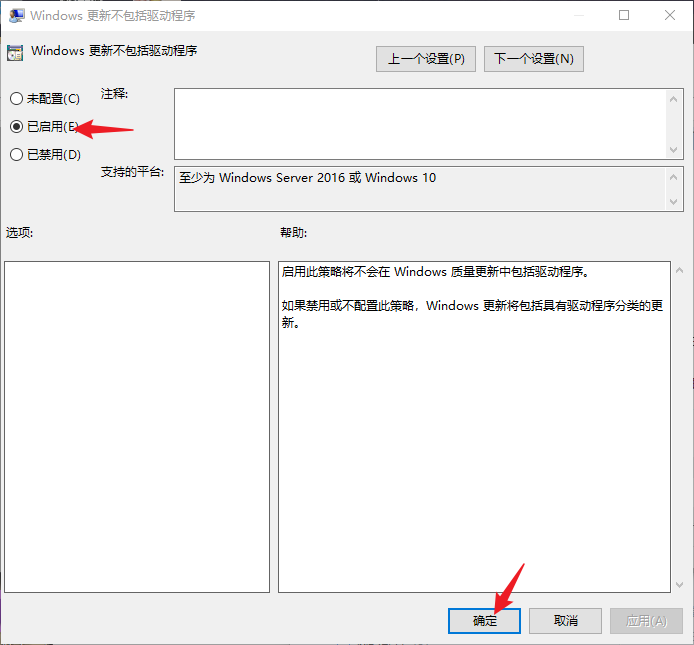 Windows 更新不包括驱动程序
Windows 更新不包括驱动程序
上一个设置(P)
下一个设置(N)
未配置(C)
注释:
已启用(E)
已禁用(D)
支持的平台:
至少为 Windows Server 2016 或 Windows 10
选项:
帮助:
启用此策略将不会在 Windows 质量更新中包括驱动程序。
如果禁用或不配置此策略，Windows 更新将包括具有驱动程序分类的更
新。
确定
取消
应用(A)